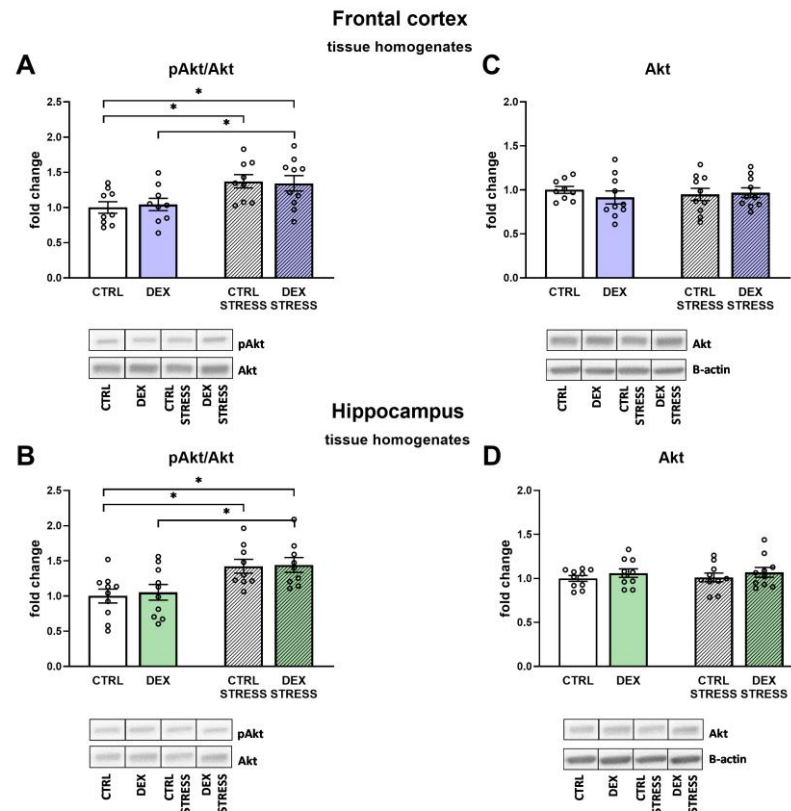 Frontal cortex
tissue homogenates
A
pAkt/Akt
fold change
2.5
2.0
1.5
1.0
0.5
0.0
*
*
*
CTRL
DEX
CTRL
STRESS
DEX
STRESS
pAkt
Akt
CTRL
DEX
CTRL
STRESS
DEX
STRESS
C
Akt
fold change
2.0
1.5
1.0
0.5
0.0
CTRL
DEX
CTRL
STRESS
DEX
STRESS
Akt
B-actin
CTRL
DEX
CTRL
STRESS
DEX
STRESS
Hippocampus
tissue homogenates
B
pAkt/Akt
fold change
2.5
2.0
1.5
1.0
0.5
0.0
*
*
*
CTRL
DEX
CTRL
STRESS
DEX
STRESS
pAkt
Akt
CTRL
DEX
CTRL
STRESS
DEX
STRESS
D
Akt
fold change
2.0
1.5
1.0
0.5
0.0
CTRL
DEX
CTRL
STRESS
DEX
STRESS
Akt
B-actin
CTRL
DEX
CTRL
STRESS
DEX
STRESS